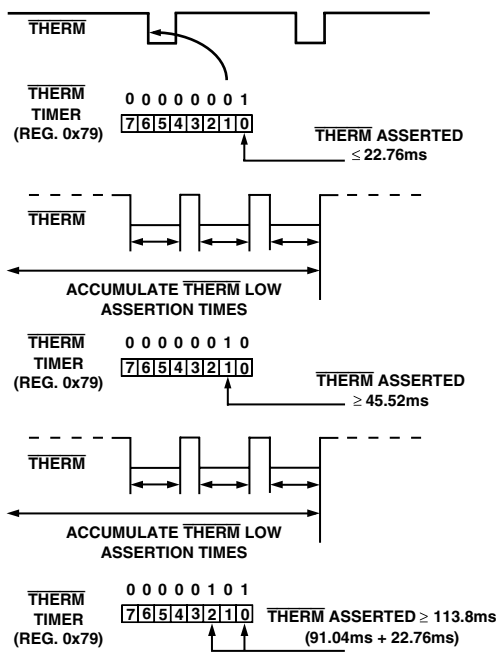 THERM
THERM
TIMER
(REG. 0x79)
0 0 0 0 0 0 0 1
7 6 5 4 3 2 1 0
THERM ASSERTED
≤ 22.76ms
THERM
ACCUMULATE THERM LOW
ASSERTION TIMES
THERM
TIMER
(REG. 0x79)
0 0 0 0 0 0 1 0
7 6 5 4 3 2 1 0
THERM ASSERTED
≥ 45.52ms
THERM
ACCUMULATE THERM LOW
ASSERTION TIMES
THERM
TIMER
(REG. 0x79)
0 0 0 0 0 1 0 1
7 6 5 4 3 2 1 0
THERM ASSERTED ≥ 113.8ms
(91.04ms + 22.76ms)